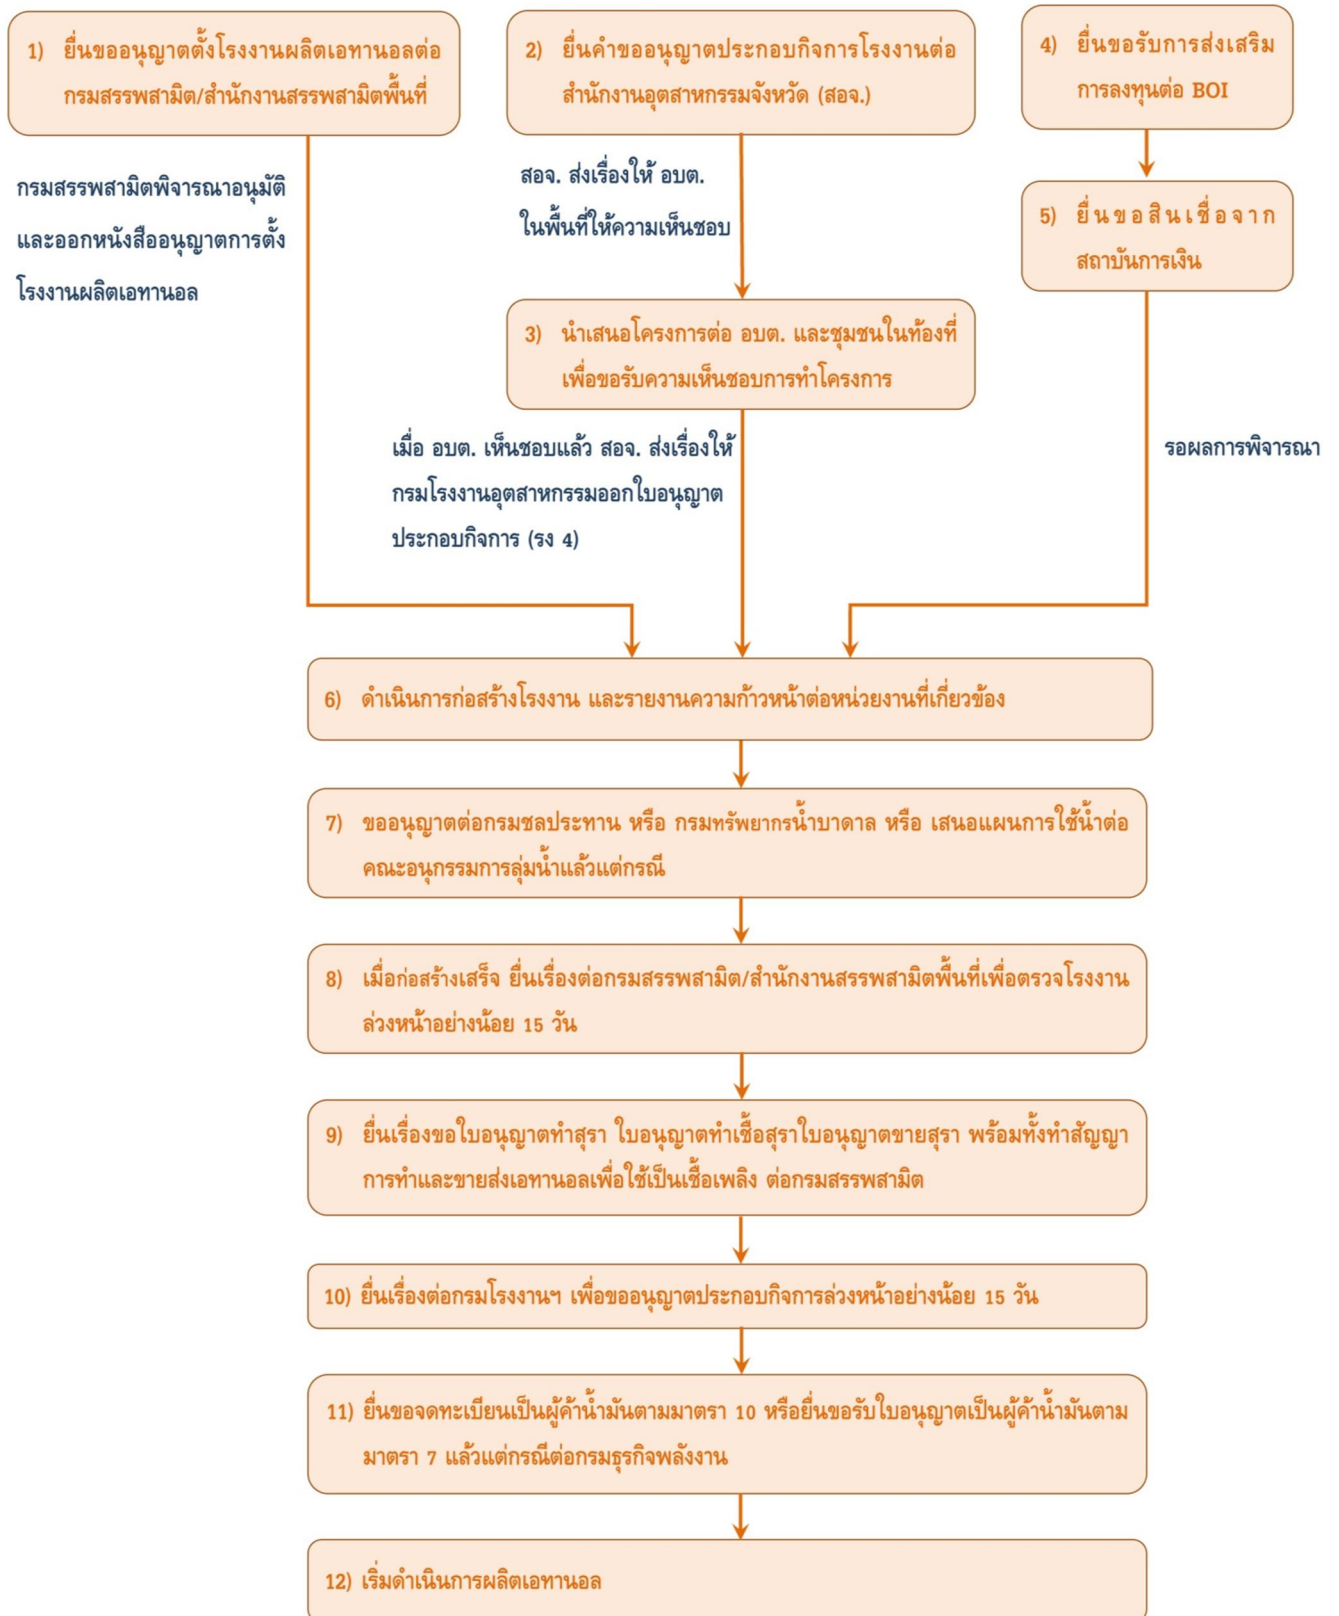 1) ยื่นขออนุญาตตั้งโรงงานผลิตเอทานอลต่อ
กรมสรรพสามิต/สำนักงานสรรพสามิตพื้นที่
กรมสรรพสามิตพิจารณาอนุมัติ
และออกหนังสืออนุญาตการตั้ง
โรงงานผลิตเอทานอล
2) ยื่นคำขออนุญาตประกอบกิจการโรงงานต่อ
สำนักงานอุตสาหกรรมจังหวัด (สอจ.)
สอจ. ส่งเรื่องให้ อบต.
ในพื้นที่ให้ความเห็นชอบ
3) นำเสนอโครงการต่อ อบต. และชุมชนในท้องที่
เพื่อขอรับความเห็นชอบการทำโครงการ
เมื่อ อบต. เห็นชอบแล้ว สอจ. ส่งเรื่องให้
กรมโรงงานอุตสาหกรรมออกใบอนุญาต
ประกอบกิจการ (รง 4)
4) ยื่นขอรับการส่งเสริม
การลงทุนต่อ BOI
5) ยื่นขอสินเชื่อจาก
สถาบันการเงิน
รอผลการพิจารณา
6) ดำเนินการก่อสร้างโรงงาน และรายงานความก้าวหน้าต่อหน่วยงานที่เกี่ยวข้อง
7) ขออนุญาตต่อกรมชลประทาน หรือ กรมทรัพยากรน้ำบาดาล หรือ เสนอแผนการใช้น้ำต่อ
คณะอนุกรรมการลุ่มน้ำแล้วแต่กรณี
8) เมื่อก่อสร้างเสร็จ ยื่นเรื่องต่อกรมสรรพสามิต/สำนักงานสรรพสามิตพื้นที่เพื่อตรวจโรงงาน
ล่วงหน้าอย่างน้อย 15 วัน
9) ยื่นเรื่องขอใบอนุญาตทำสุรา ใบอนุญาตทำเชื้อสุราใบอนุญาตขายสุรา พร้อมทั้งทำสัญญา
การทำและขายส่งเอทานอลเพื่อใช้เป็นเชื้อเพลิง ต่อกรมสรรพสามิต
10) ยื่นเรื่องต่อกรมโรงงานฯ เพื่อขออนุญาตประกอบกิจการล่วงหน้าอย่างน้อย 15 วัน
11) ยื่นขอจดทะเบียนเป็นผู้ค้าน้ำมันตามมาตรา 10 หรือยื่นขอรับใบอนุญาตเป็นผู้ค้าน้ำมันตาม
มาตรา 7 แล้วแต่กรณีต่อกรมธุรกิจพลังงาน
12) เริ่มดำเนินการผลิตเอทานอล